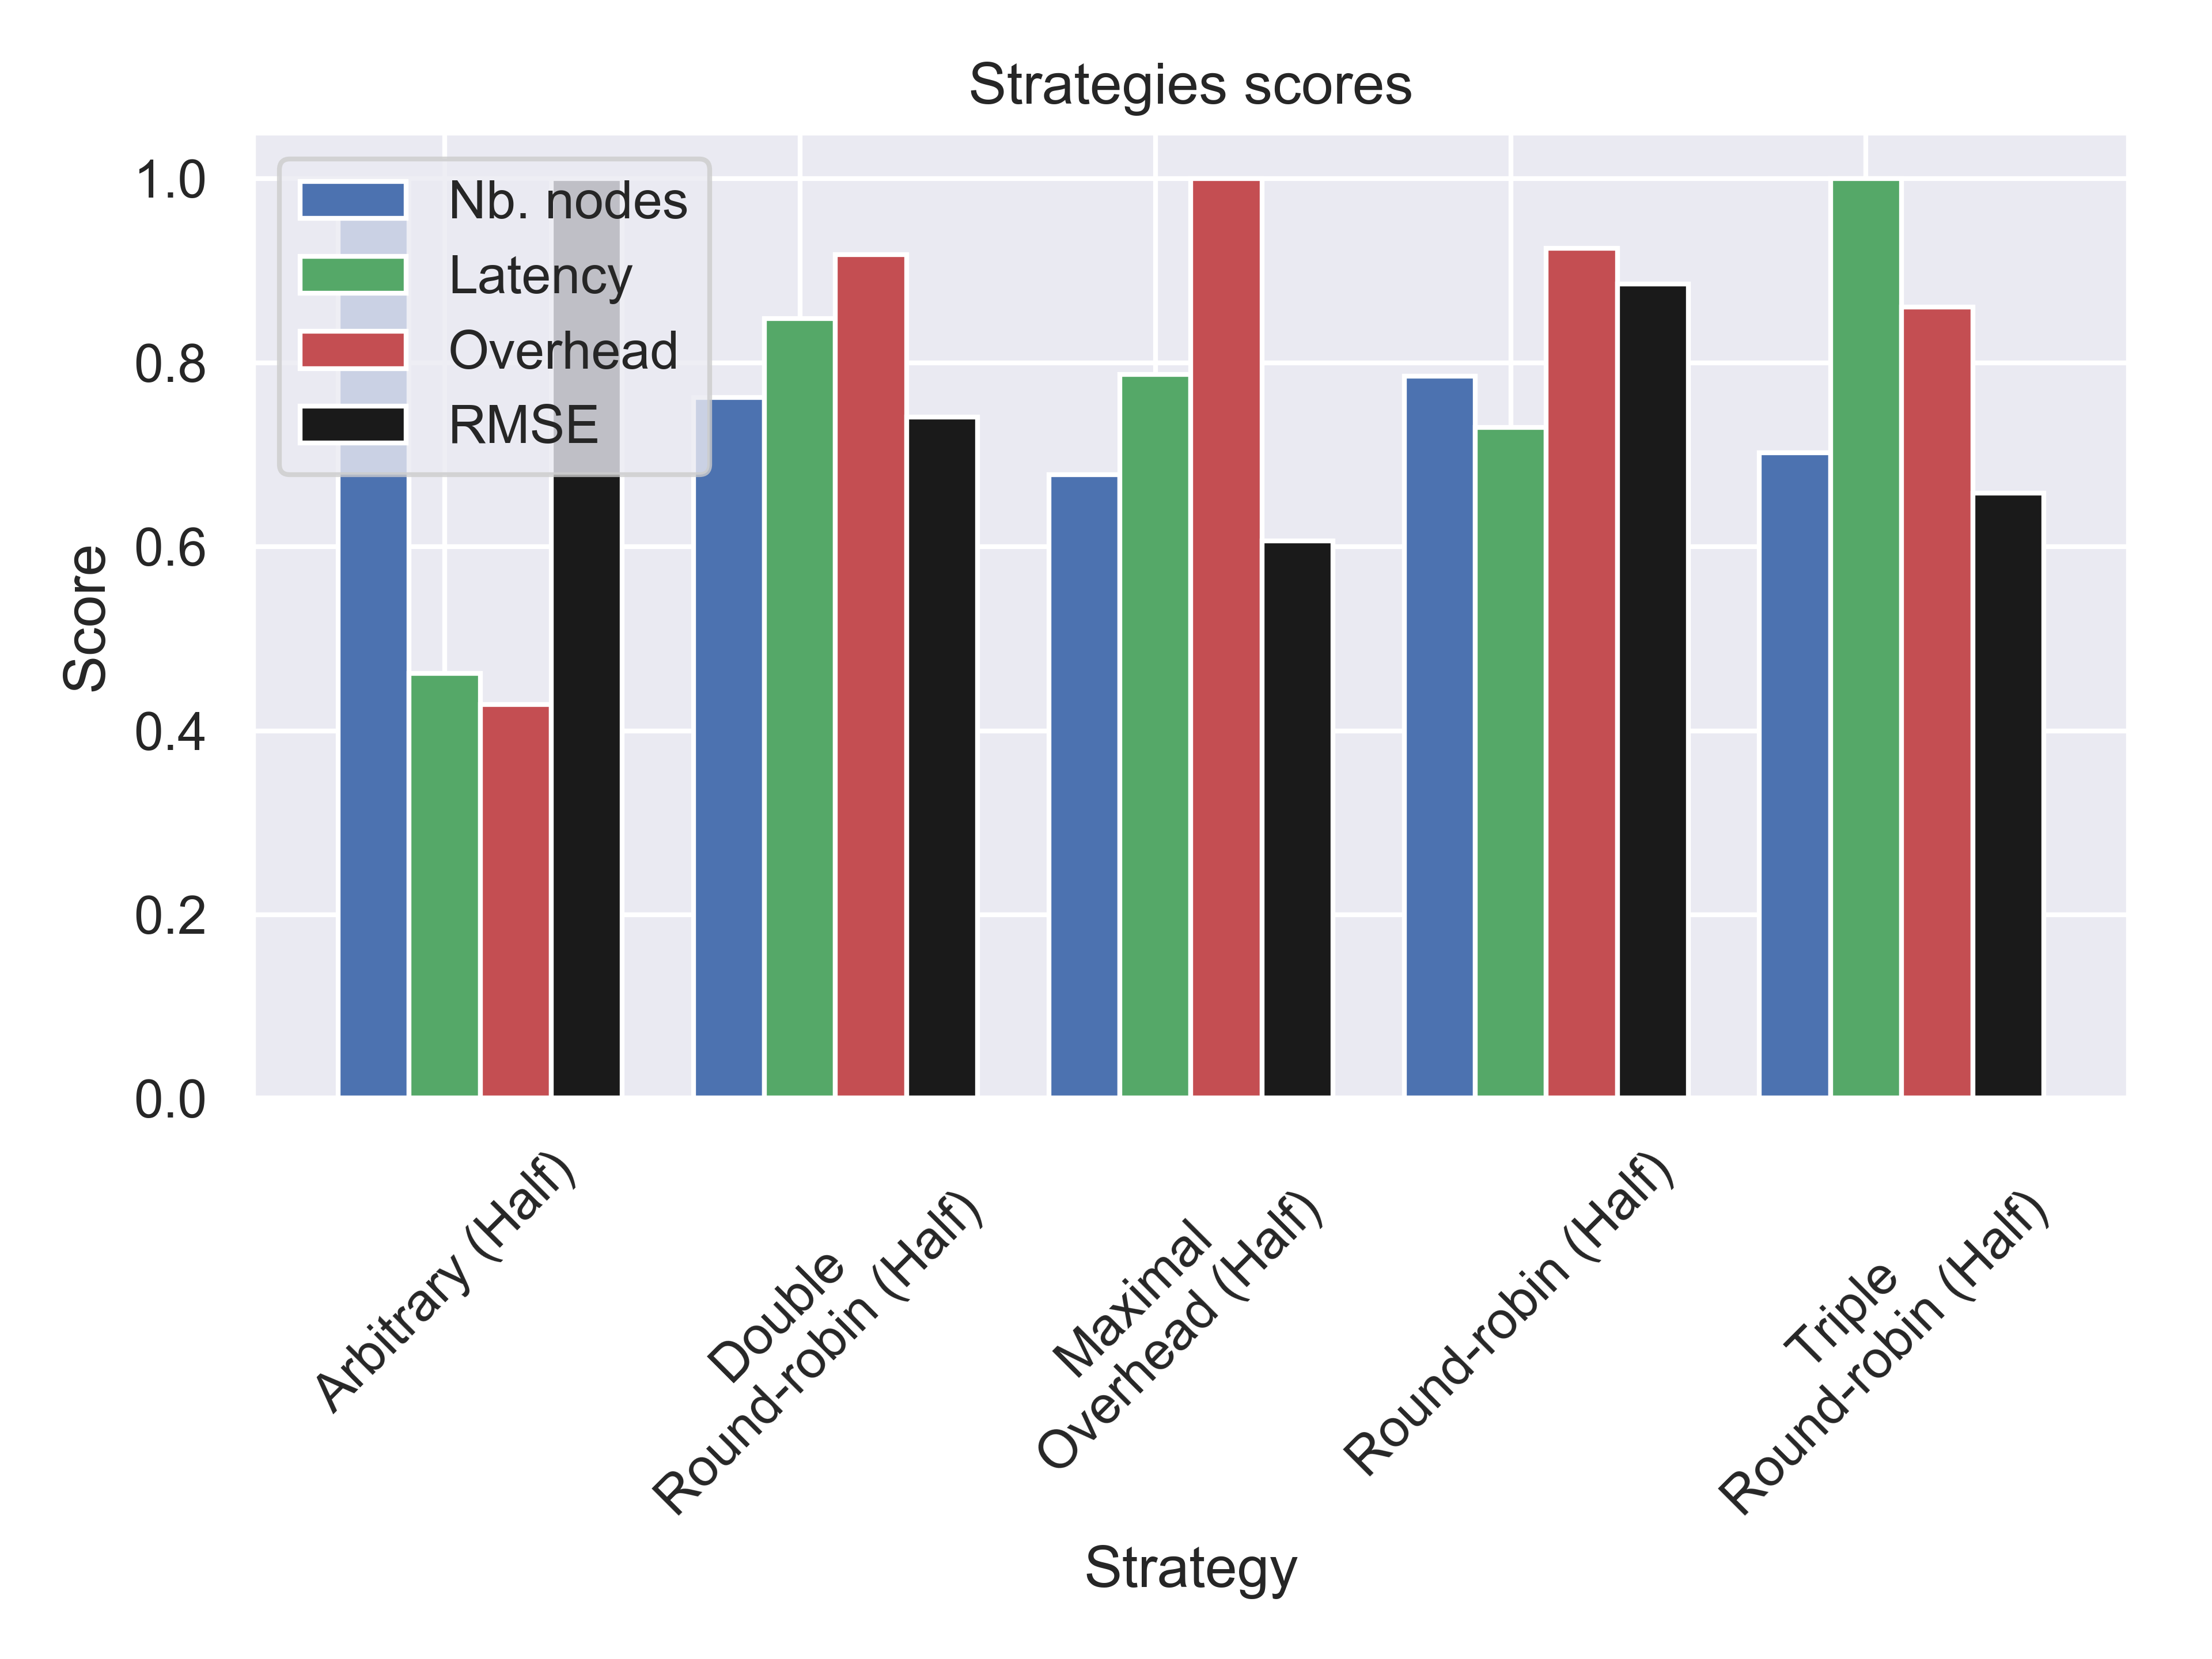 Strategies scores
Nb. nodes
Latency
Overhead
RMSE
1.0
0.8
0.6
0.4
0.2
0.0
Score
Arbitrary (Half)
Double
Round-robin (Half)
Maximal
Overhead (Half)
Round-robin (Half)
Triple
Round-robin (Half)
Strategy